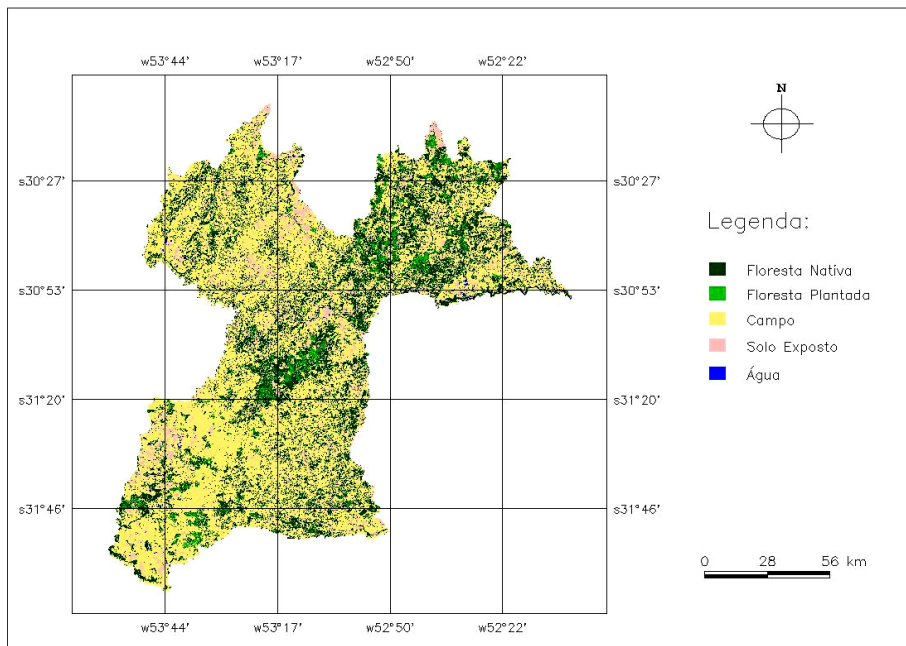 w53°44' w53°17' w52°50' w52°22'
N
s30°27'
s30°27'
Legenda:
Floresta Nativa
s30°53'
s30°53'
Floresta Plantada
Campo
Solo Exposto
Água
s31°20'
s31°20'
s31°46'
s31°46'
0 28 56 km
w53°44' w53°17' w52°50' w52°22'